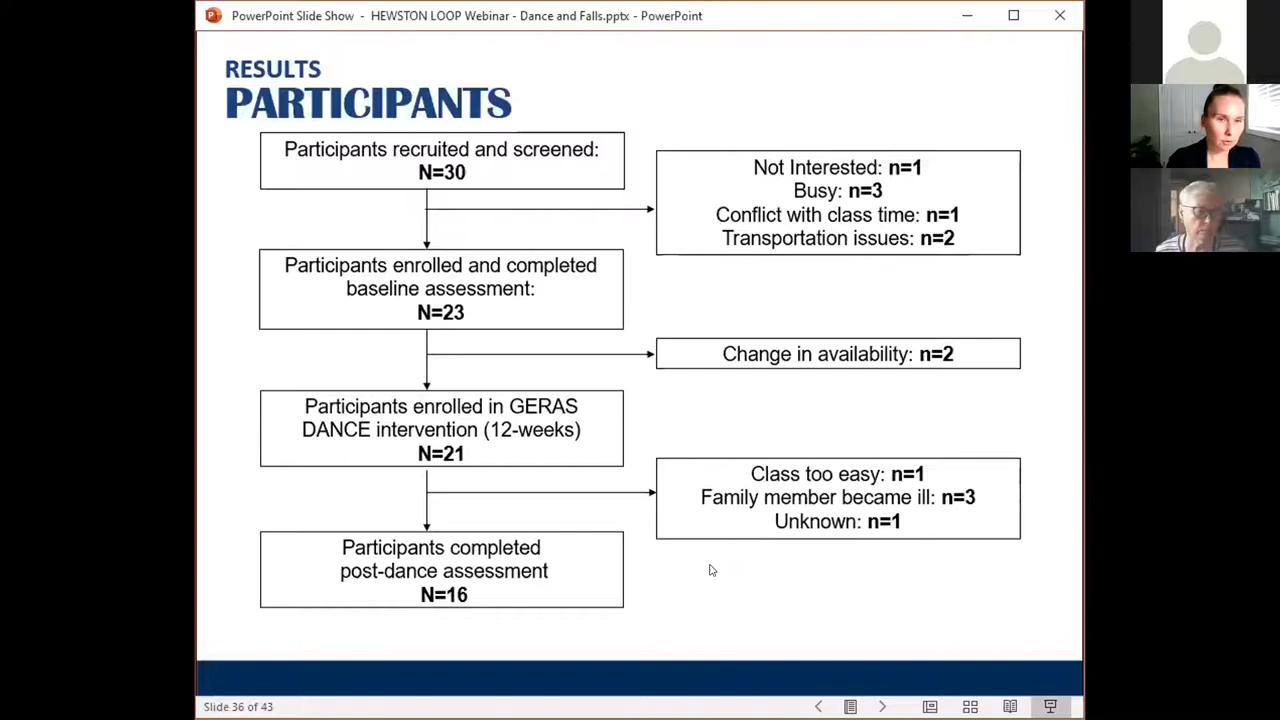 PowerPoint Slide Show - HEWSTON LOOP Webinar - Dance and Falls.pptx - PowerPoint
RESULTS
PARTICIPANTS
Participants recruited and screened:
N=30
Not Interested: n=1
Busy: n=3
Conflict with class time: n=1
Transportation issues: n=2
Participants enrolled and completed
baseline assessment:
N=23
Change in availability: n=2
Participants enrolled in GERAS
DANCE intervention (12-weeks)
N=21
Class too easy: n=1
Family member became ill: n=3
Unknown: n=1
Participants completed
post-dance assessment
N=16
Slide 36 of 43